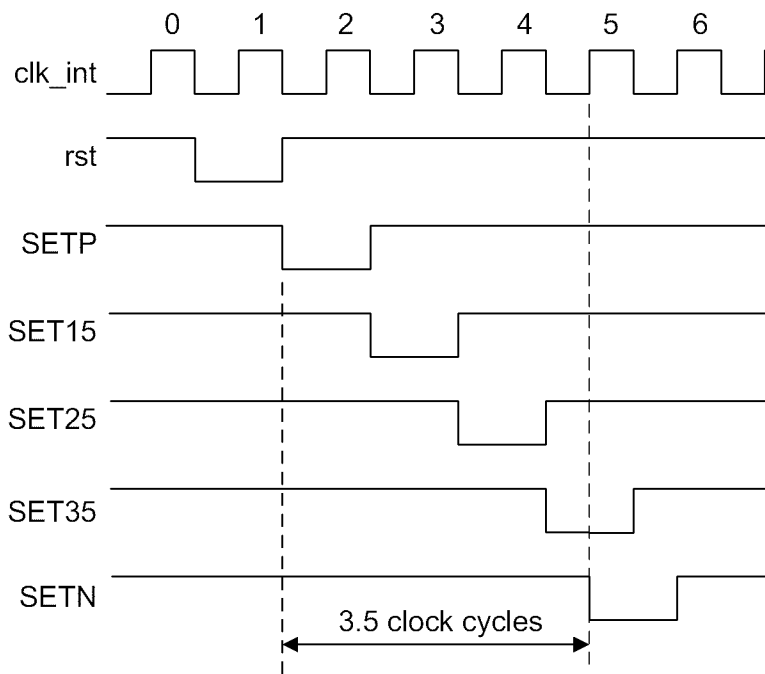 0 1 2 3 4 5 6
clk_int
rst
SETP
SET15
SET25
SET35
SETN
3.5 clock cycles